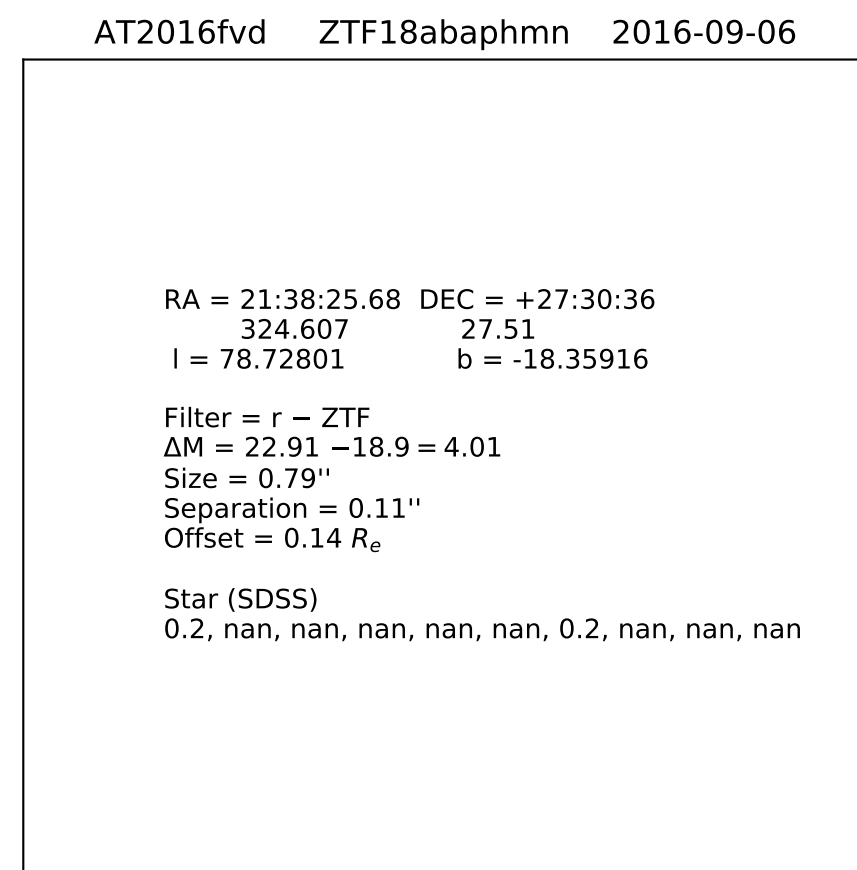 AT2016fvd ZTF18abaphmn 2016-09-06
RA = 21:38:25.68 DEC = +27:30:36
324.607 27.51
l = 78.72801 b = -18.35916
Filter = r − ZTF
ΔM = 22.91 −18.9 = 4.01
Size = 0.79''
Separation = 0.11''
Offset = 0.14 Re
Star (SDSS)
0.2, nan, nan, nan, nan, nan, 0.2, nan, nan, nan